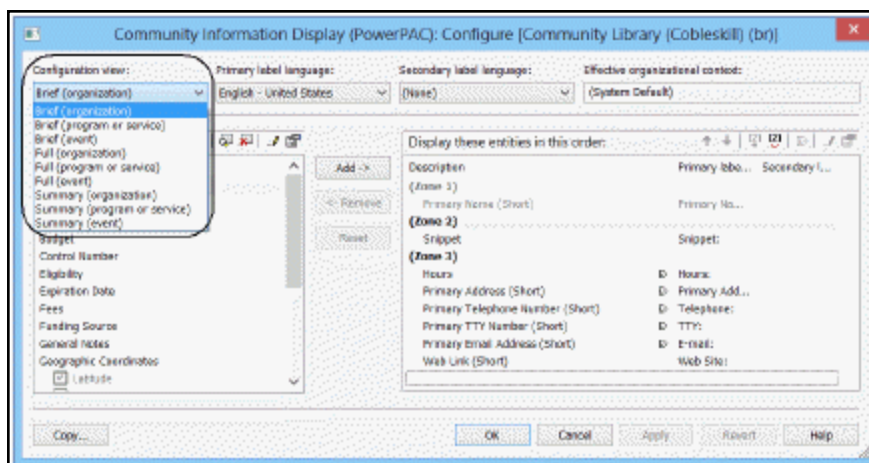 Community Information Display (PowerPAC): Configure [Community Library (Cobleskill) (br)]
Configuration view: Primary label language: Secondary label language: Effective organizational context:
Brief (organization) English - United States (None) (System Default)
Brief (organization)
Brief (program or service)
Brief (event)
Full (organization)
Full (program or service)
Full (event)
Summary (organization)
Summary (program or service)
Summary (event)
Budget
Control Number
Eligibility
Expiration Date
Fees
Funding Source
General Notes
Geographic Coordinates
Latitude
Add ->
<- Remove
Reset
Display these entities in this order:
Description Primary labe... Secondary l...
(Zone 1)
Primary Name (Short) Primary Na...
(Zone 2)
Snippet Snippet:
(Zone 3)
Hours Hours:
Primary Address (Short) Primary Add...
Primary Telephone Number (Short) Telephone:
Primary TTY Number (Short) TTY:
Primary Email Address (Short) E-mail:
Web Link (Short) Web Site:
Copy... OK Cancel Apply Revert Help